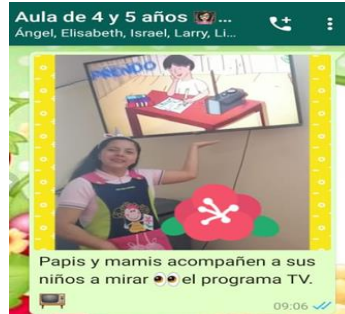 Aula de 4 y 5 años 👩‍🏫...
Ángel, Elisabeth, Israel, Larry, Li...
PRENDO
Papis y mamis acompañen a sus
niños a mirar 👀 el programa TV.
📺
09:06